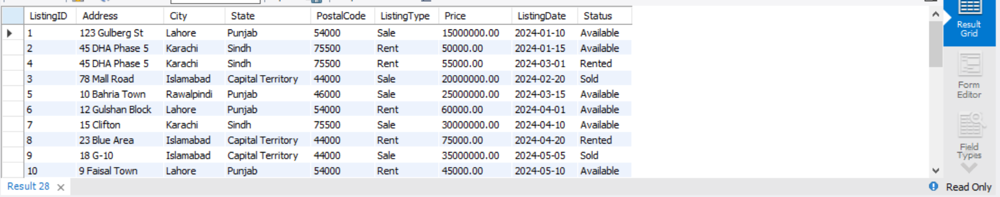 ListingID Address City State PostalCode ListingType Price ListingDate Status
1 123 Gulberg St Lahore Punjab 54000 Sale 15000000.00 2024-01-10 Available
2 45 DHA Phase 5 Karachi Sindh 75500 Rent 50000.00 2024-01-15 Available
4 45 DHA Phase 5 Karachi Sindh 75500 Rent 55000.00 2024-03-01 Rented
3 78 Mall Road Islamabad Capital Territory 44000 Sale 20000000.00 2024-02-20 Sold
5 10 Bahria Town Rawalpindi Punjab 46000 Sale 25000000.00 2024-03-15 Available
6 12 Gulshan Block Lahore Punjab 54000 Rent 60000.00 2024-04-01 Available
7 15 Clifton Karachi Sindh 75500 Sale 30000000.00 2024-04-10 Available
8 23 Blue Area Islamabad Capital Territory 44000 Rent 75000.00 2024-04-20 Rented
9 18 G-10 Islamabad Capital Territory 44000 Sale 35000000.00 2024-05-05 Sold
10 9 Faisal Town Lahore Punjab 54000 Rent 45000.00 2024-05-10 Available
Result
Grid
Form
Editor
Field
Types
Result 28
Read Only